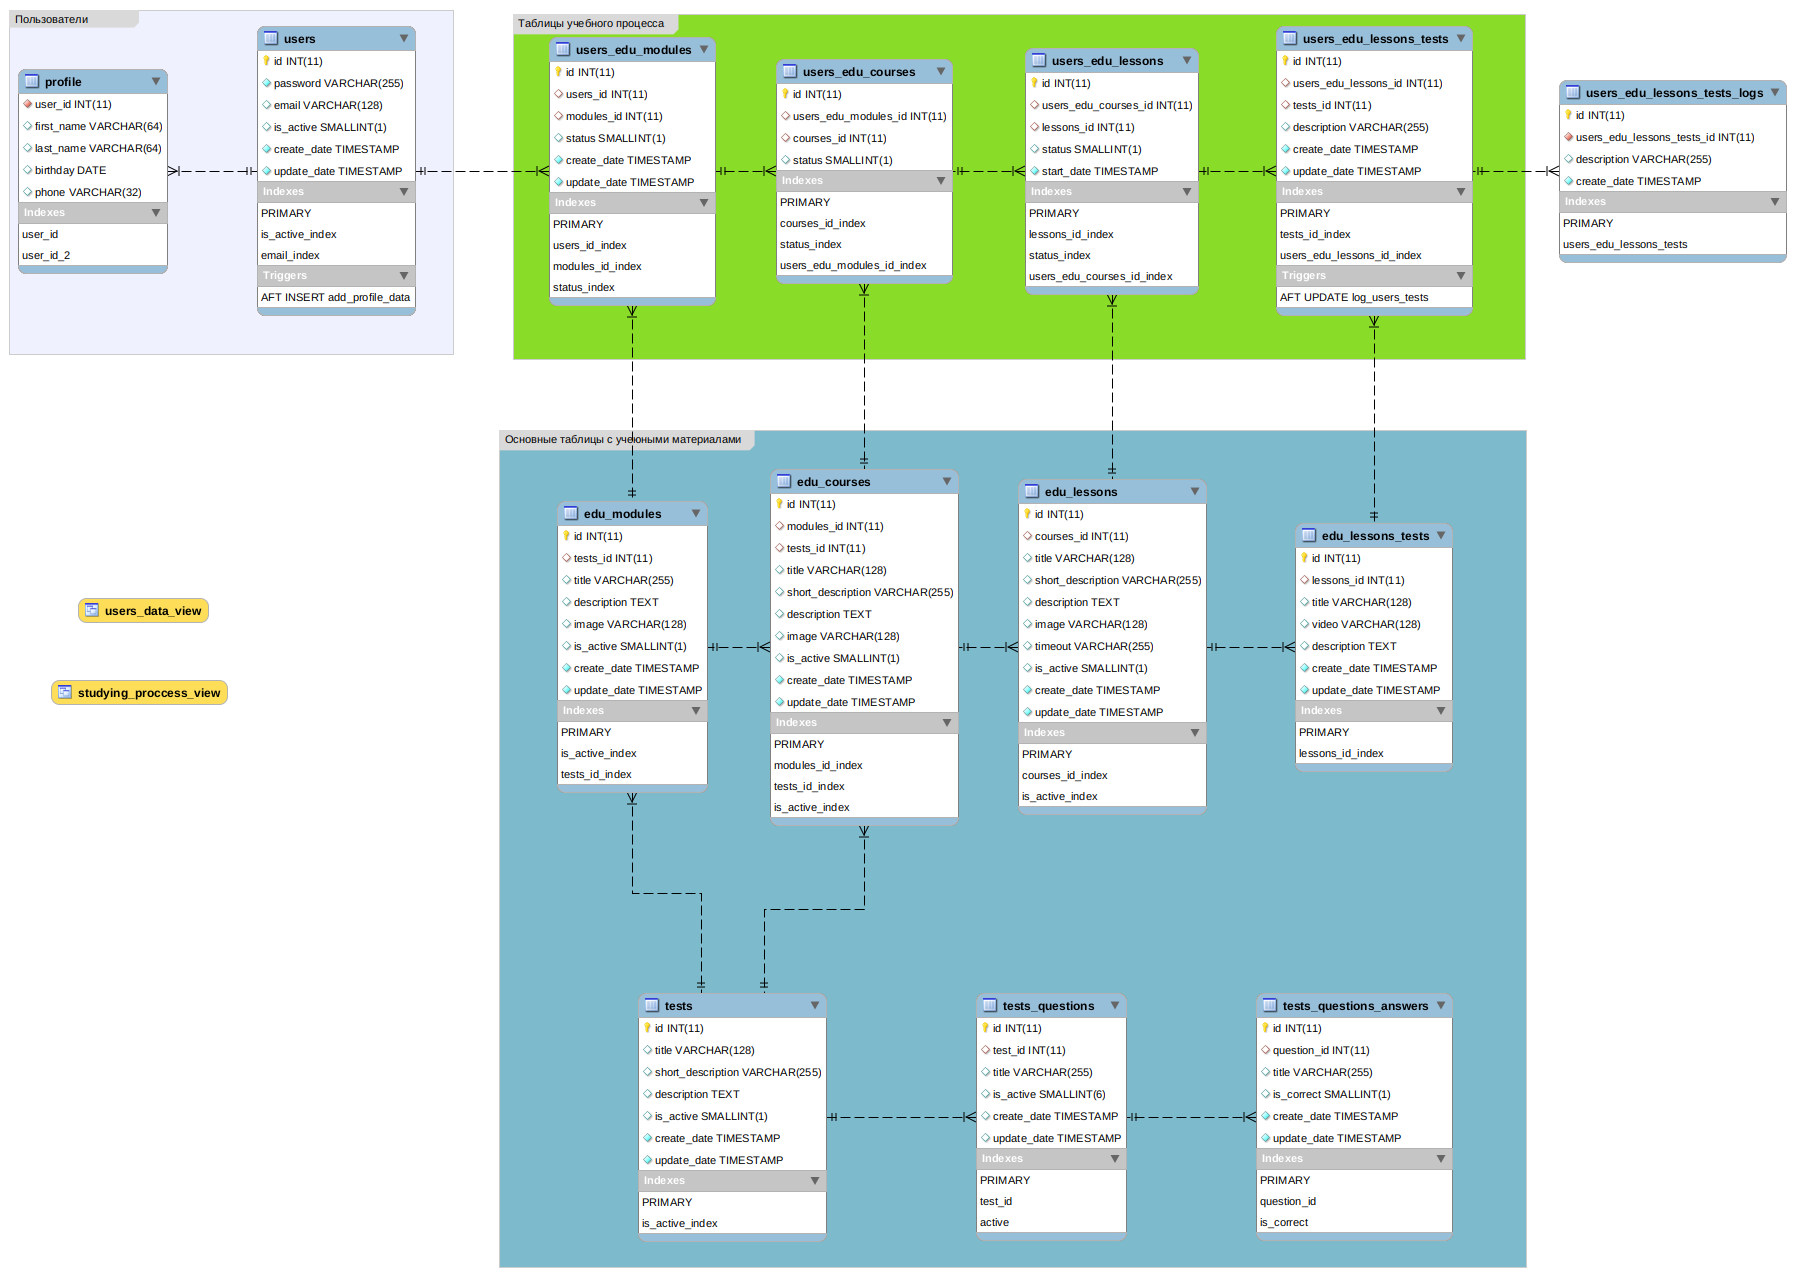 Пользователи
profile
user_id INT(11)
first_name VARCHAR(64)
last_name VARCHAR(64)
birthday DATE
phone VARCHAR(32)
Indexes
user_id
user_id_2
users
id INT(11)
password VARCHAR(255)
email VARCHAR(128)
is_active SMALLINT(1)
create_date TIMESTAMP
update_date TIMESTAMP
Indexes
PRIMARY
is_active_index
email_index
Triggers
AFT INSERT add_profile_data
Таблицы учебного процесса
users_edu_modules
id INT(11)
users_id INT(11)
modules_id INT(11)
status SMALLINT(1)
create_date TIMESTAMP
update_date TIMESTAMP
Indexes
PRIMARY
users_id_index
modules_id_index
status_index
users_edu_courses
id INT(11)
users_edu_modules_id INT(11)
courses_id INT(11)
status SMALLINT(1)
Indexes
PRIMARY
courses_id_index
status_index
users_edu_modules_id_index
users_edu_lessons
id INT(11)
users_edu_courses_id INT(11)
lessons_id INT(11)
status SMALLINT(1)
start_date TIMESTAMP
Indexes
PRIMARY
lessons_id_index
status_index
users_edu_courses_id_index
users_edu_lessons_tests
id INT(11)
users_edu_lessons_id INT(11)
tests_id INT(11)
description VARCHAR(255)
create_date TIMESTAMP
update_date TIMESTAMP
Indexes
PRIMARY
tests_id_index
users_edu_lessons_id_index
Triggers
AFT UPDATE log_users_tests
users_edu_lessons_tests_logs
id INT(11)
users_edu_lessons_tests_id INT(11)
description VARCHAR(255)
create_date TIMESTAMP
Indexes
PRIMARY
users_edu_lessons_tests
users_data_view
studying_proccess_view
Основные таблицы с учеюными материалами
edu_modules
id INT(11)
tests_id INT(11)
title VARCHAR(255)
description TEXT
image VARCHAR(128)
is_active SMALLINT(1)
create_date TIMESTAMP
update_date TIMESTAMP
Indexes
PRIMARY
is_active_index
tests_id_index
edu_courses
id INT(11)
modules_id INT(11)
tests_id INT(11)
title VARCHAR(128)
short_description VARCHAR(255)
description TEXT
image VARCHAR(128)
is_active SMALLINT(1)
create_date TIMESTAMP
update_date TIMESTAMP
Indexes
PRIMARY
modules_id_index
tests_id_index
is_active_index
edu_lessons
id INT(11)
courses_id INT(11)
title VARCHAR(128)
short_description VARCHAR(255)
description TEXT
image VARCHAR(128)
timeout VARCHAR(255)
is_active SMALLINT(1)
create_date TIMESTAMP
update_date TIMESTAMP
Indexes
PRIMARY
courses_id_index
is_active_index
edu_lessons_tests
id INT(11)
lessons_id INT(11)
title VARCHAR(128)
video VARCHAR(128)
description TEXT
create_date TIMESTAMP
update_date TIMESTAMP
Indexes
PRIMARY
lessons_id_index
tests
id INT(11)
title VARCHAR(128)
short_description VARCHAR(255)
description TEXT
is_active SMALLINT(1)
create_date TIMESTAMP
update_date TIMESTAMP
Indexes
PRIMARY
is_active_index
tests_questions
id INT(11)
test_id INT(11)
title VARCHAR(255)
is_active SMALLINT(6)
create_date TIMESTAMP
update_date TIMESTAMP
Indexes
PRIMARY
test_id
active
tests_questions_answers
id INT(11)
question_id INT(11)
title VARCHAR(255)
is_correct SMALLINT(1)
create_date TIMESTAMP
update_date TIMESTAMP
Indexes
PRIMARY
question_id
is_correct